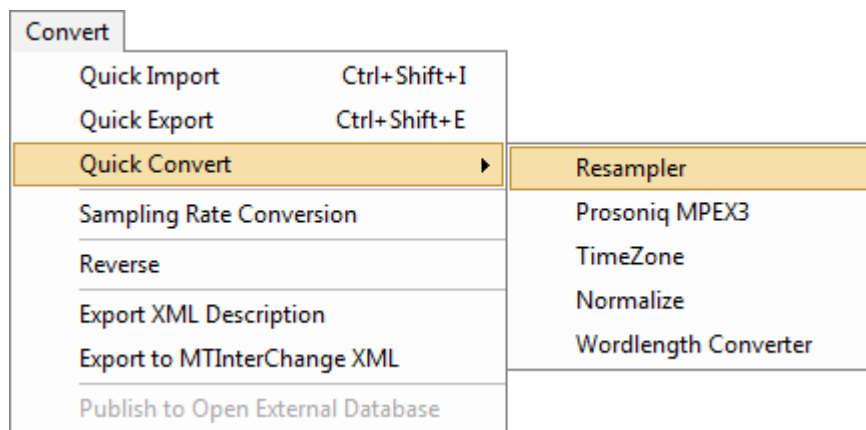 Convert
Quick Import Ctrl+Shift+I
Quick Export Ctrl+Shift+E
Quick Convert
Sampling Rate Conversion
Reverse
Export XML Description
Export to MTInterChange XML
Publish to Open External Database
Resampler
Prosoniq MPEX3
TimeZone
Normalize
Wordlength Converter